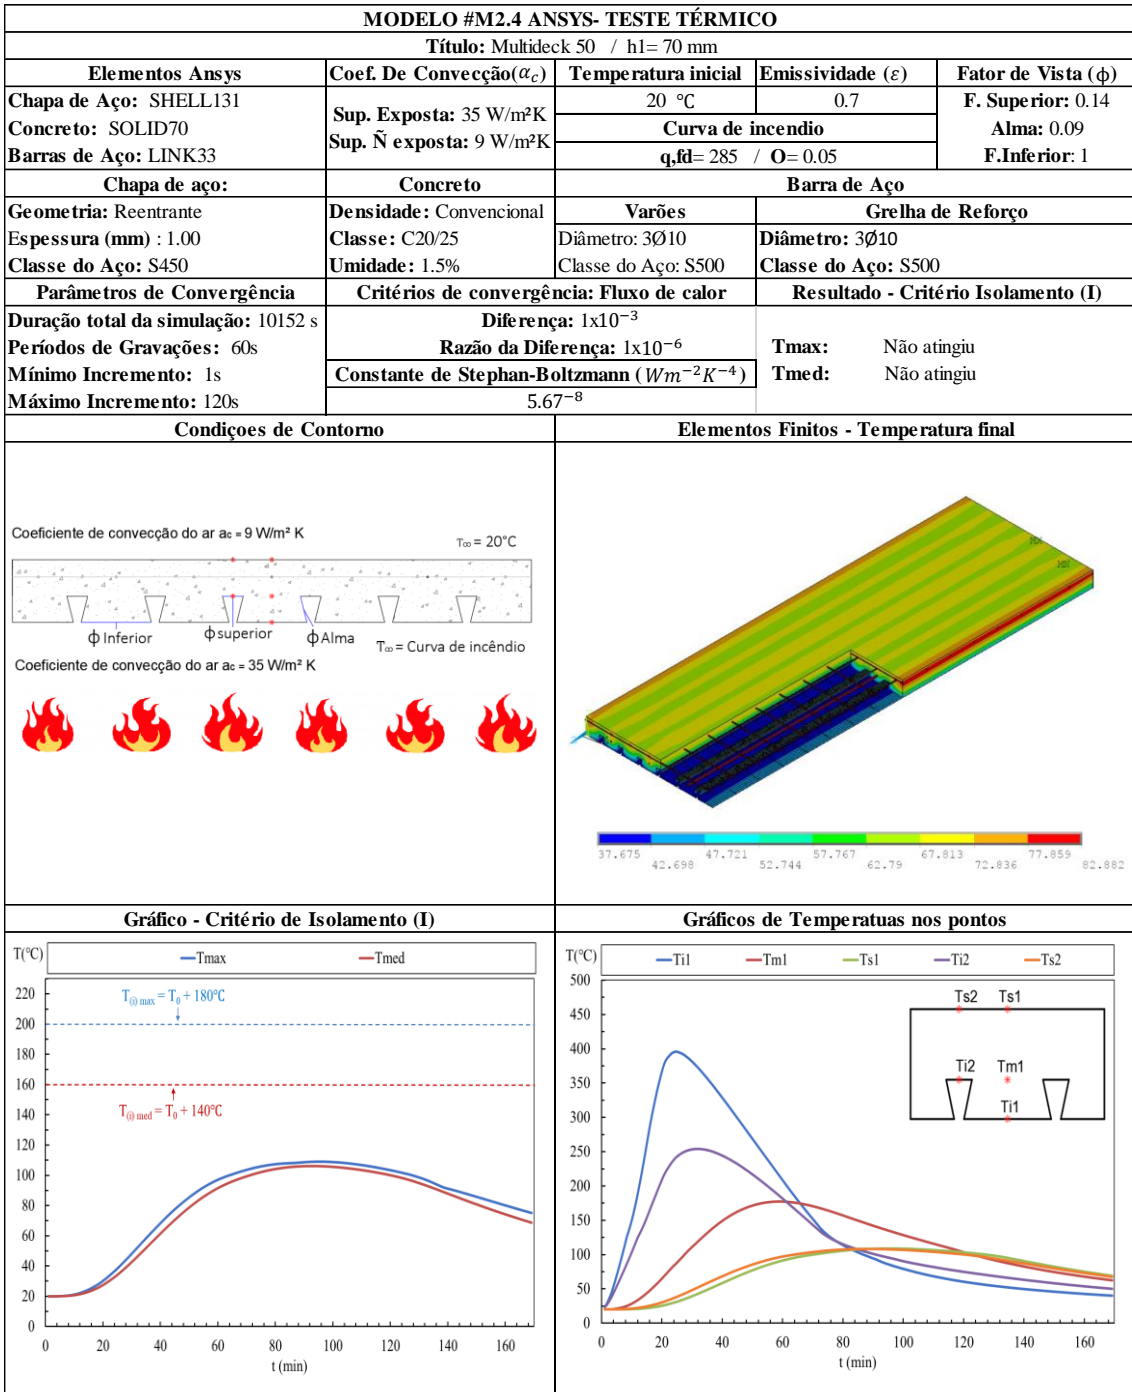 MODELO #M2.4 ANSYS- TESTE TÉRMICO
Título: Multideck 50 / h1= 70 mm
Elementos Ansys
Coef. De Convecção(α_c)
Temperatura inicial
Emissividade (ε)
Fator de Vista (ϕ)
Chapa de Aço: SHELL131
Concreto: SOLID70
Barras de Aço: LINK33
Sup. Exposta: 35 W/m²K
Sup. Ñ exposta: 9 W/m²K
20 °C
0.7
Curva de incendio
q,fd= 285 / O= 0.05
F. Superior: 0.14
Alma: 0.09
F.Inferior: 1
Chapa de aço:
Concreto
Barra de Aço
Geometria: Reentrante
Espessura (mm) : 1.00
Classe do Aço: S450
Densidade: Convencional
Classe: C20/25
Umidade: 1.5%
Varões
Diâmetro: 3Ø10
Classe do Aço: S500
Grelha de Reforço
Diâmetro: 3Ø10
Classe do Aço: S500
Parâmetros de Convergência
Critérios de convergência: Fluxo de calor
Resultado - Critério Isolamento (I)
Duração total da simulação: 10152 s
Períodos de Gravações: 60s
Mínimo Incremento: 1s
Máximo Incremento: 120s
Diferença: 1x10⁻³
Razão da Diferença: 1x10⁻⁶
Constante de Stephan-Boltzmann (Wm⁻²K⁻⁴)
5.67⁻⁸
Tmax: Não atingiu
Tmed: Não atingiu
Condiçoes de Contorno
Elementos Finitos - Temperatura final
Coeficiente de convecção do ar ac = 9 W/m² K
T∞ = 20°C
ϕ Inferior
ϕ superior
ϕ Alma
T∞ = Curva de incêndio
Coeficiente de convecção do ar ac = 35 W/m² K
MX
MN
37.675 47.721 57.767 67.813 77.859
42.698 52.744 62.79 72.836 82.882
Gráfico - Critério de Isolamento (I)
Gráficos de Temperatuas nos pontos
T(°C)
Tmax Tmed
220
T(i) max = T0 + 180°C
200
180
160
140
T(i) med = T0 + 140°C
120
100
80
60
40
20
0
0 20 40 60 80 100 120 140 160
t (min)
T(°C)
Ti1 Tm1 Ts1 Ti2 Ts2
500
450
400
350
300
250
200
150
100
50
0
Ts2 Ts1
Ti2 Tm1
Ti1
0 20 40 60 80 100 120 140 160
t (min)